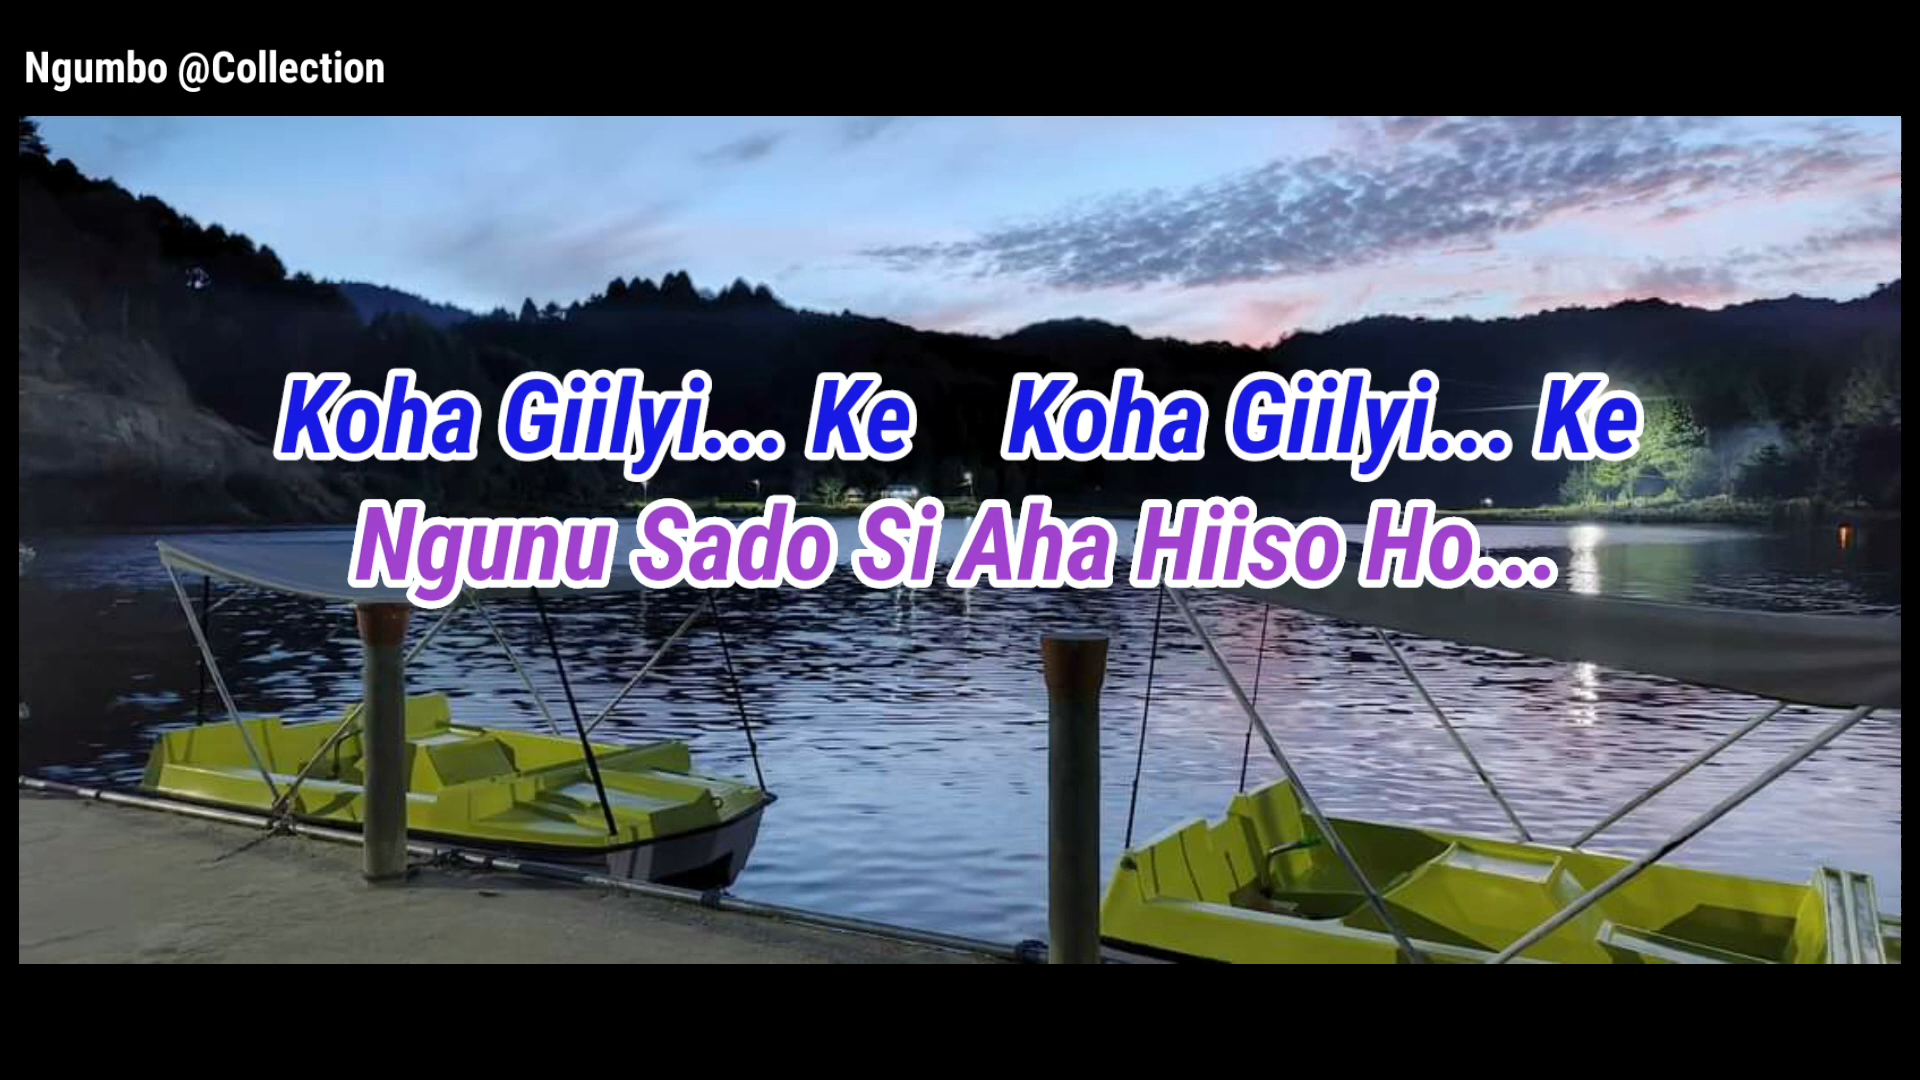 Ngumbo @Collection
Koha Giilyi... Ke Koha Giilyi... Ke
Ngunu Sado Si Aha Hiiso Ho...